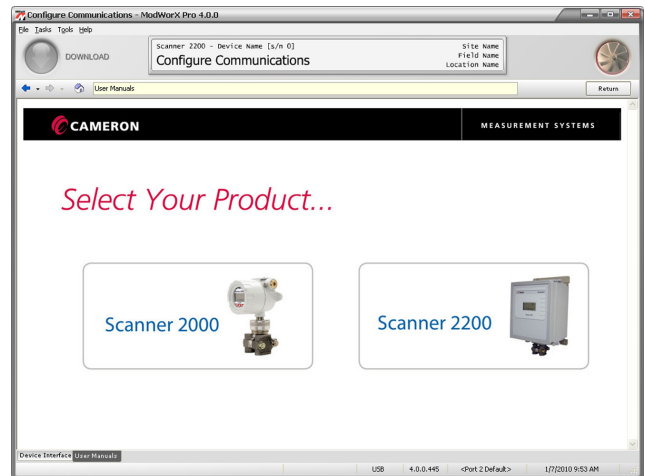 Configure Communications - ModWorX Pro 4.0.0
File Tasks Tools Help
DOWNLOAD
Scanner 2200 - Device Name [s/n 0]
Configure Communications
Site Name
Field Name
Location Name
User Manuals
Return
CAMERON
MEASUREMENT SYSTEMS
Select Your Product...
Scanner 2000
Scanner 2200
Device Interface User Manuals
USB 4.0.0.445 <Port 2 Default> 1/7/2010 9:53 AM